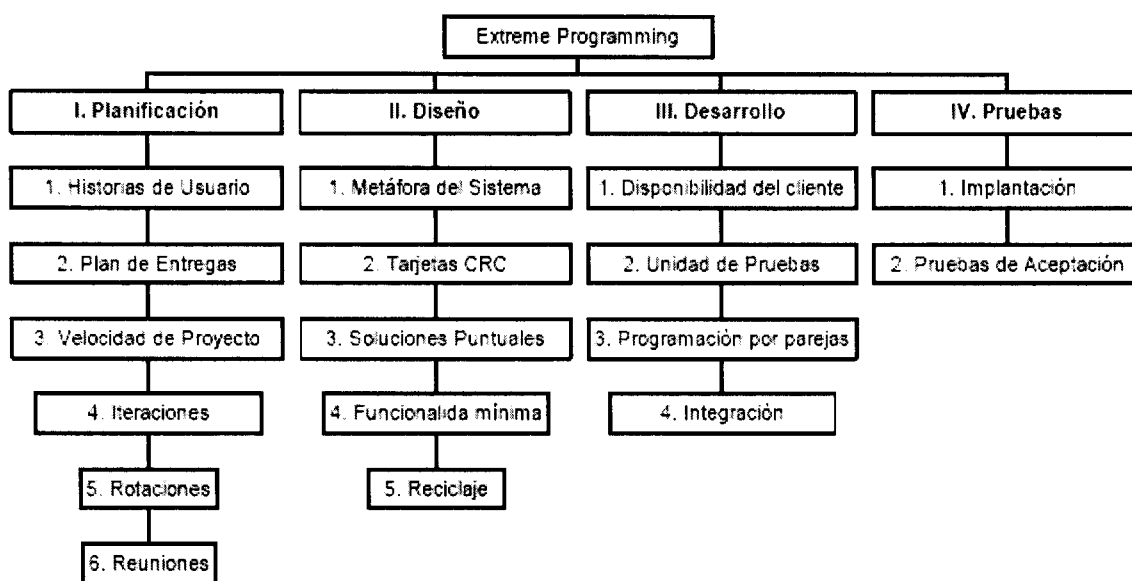 Extreme Programming
I. Planificación
1. Historias de Usuario
2. Plan de Entregas
3. Velocidad de Proyecto
4. Iteraciones
5. Rotaciones
6. Reuniones
II. Diseño
1. Metáfora del Sistema
2. Tarjetas CRC
3. Soluciones Puntuales
4. Funcionalida mínima
5. Reciclaje
III. Desarrollo
1. Disponibilidad del cliente
2. Unidad de Pruebas
3. Programación por parejas
4. Integración
IV. Pruebas
1. Implantación
2. Pruebas de Aceptación